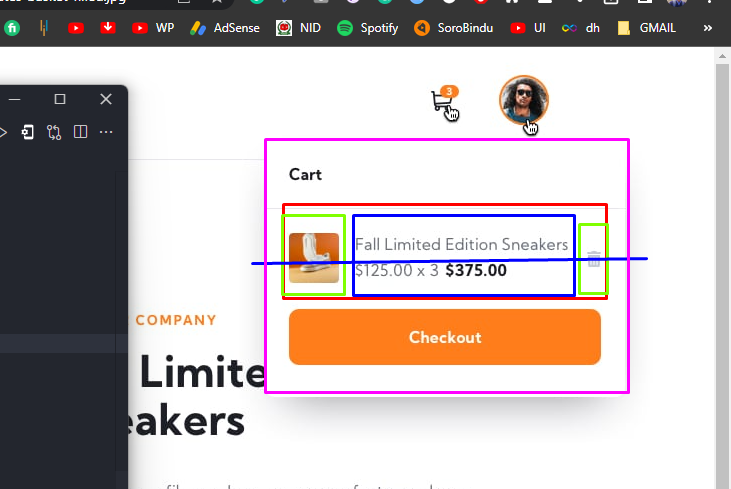 WP AdSense NID Spotify SoroBindu UI dh GMAIL »
3
Cart
Fall Limited Edition Sneakers
$125.00 x 3 $375.00
Checkout
COMPANY
Limite
eakers